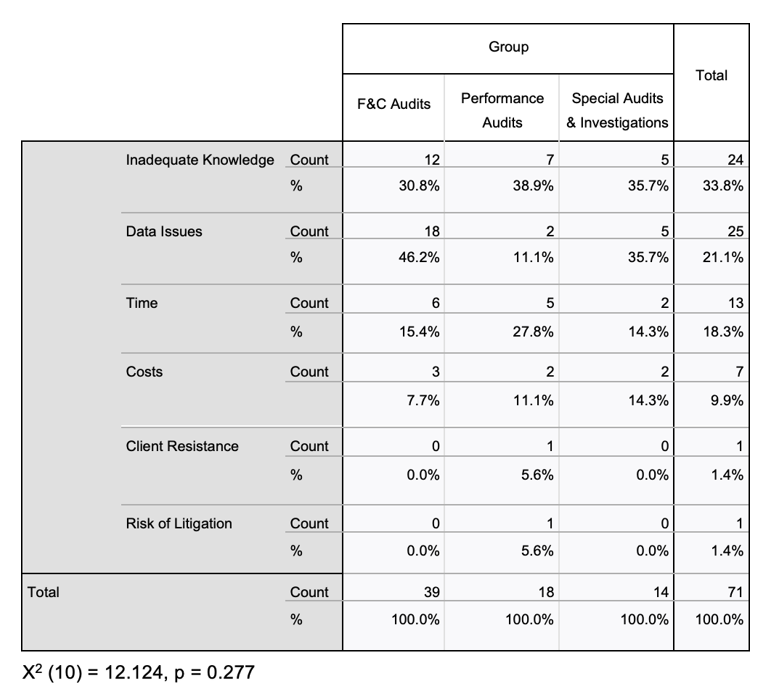 Group
Total
F&C Audits
Performance Audits
Special Audits & Investigations
Inadequate Knowledge Count 12 7 5 24
% 30.8% 38.9% 35.7% 33.8%
Data Issues Count 18 2 5 25
% 46.2% 11.1% 35.7% 21.1%
Time Count 6 5 2 13
% 15.4% 27.8% 14.3% 18.3%
Costs Count 3 2 2 7
7.7% 11.1% 14.3% 9.9%
Client Resistance Count 0 1 0 1
% 0.0% 5.6% 0.0% 1.4%
Risk of Litigation Count 0 1 0 1
% 0.0% 5.6% 0.0% 1.4%
Total Count 39 18 14 71
% 100.0% 100.0% 100.0% 100.0%
X² (10) = 12.124, p = 0.277